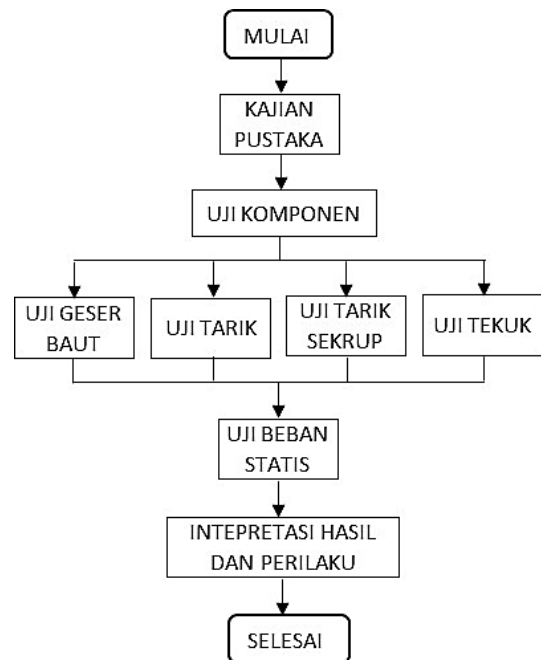 MULAI
KAJIAN
PUSTAKA
UJI KOMPONEN
UJI GESER
BAUT
UJI TARIK
UJI TARIK
SEKRUP
UJI TEKUK
UJI BEBAN
STATIS
INTEPRETASI HASIL
DAN PERILAKU
SELESAI